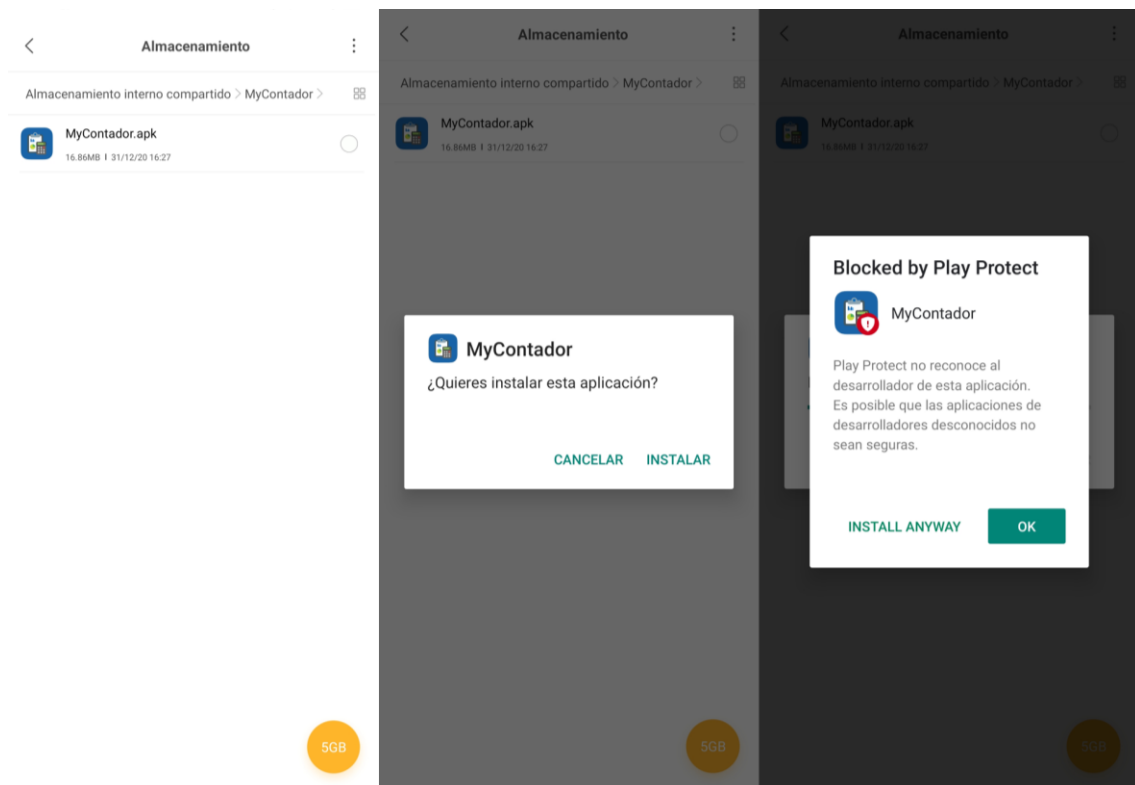 Almacenamiento
Almacenamiento interno compartido > MyContador >
MyContador.apk
16.86MB | 31/12/20 16:27
5GB
Almacenamiento
Almacenamiento interno compartido > MyContador >
MyContador.apk
16.86MB | 31/12/20 16:27
MyContador
¿Quieres instalar esta aplicación?
CANCELAR INSTALAR
5GB
Almacenamiento
Almacenamiento interno compartido > MyContador >
MyContador.apk
16.86MB | 31/12/20 16:27
Blocked by Play Protect
MyContador
Play Protect no reconoce al
desarrollador de esta aplicación.
Es posible que las aplicaciones de
desarrolladores desconocidos no
sean seguras.
INSTALL ANYWAY OK
5GB